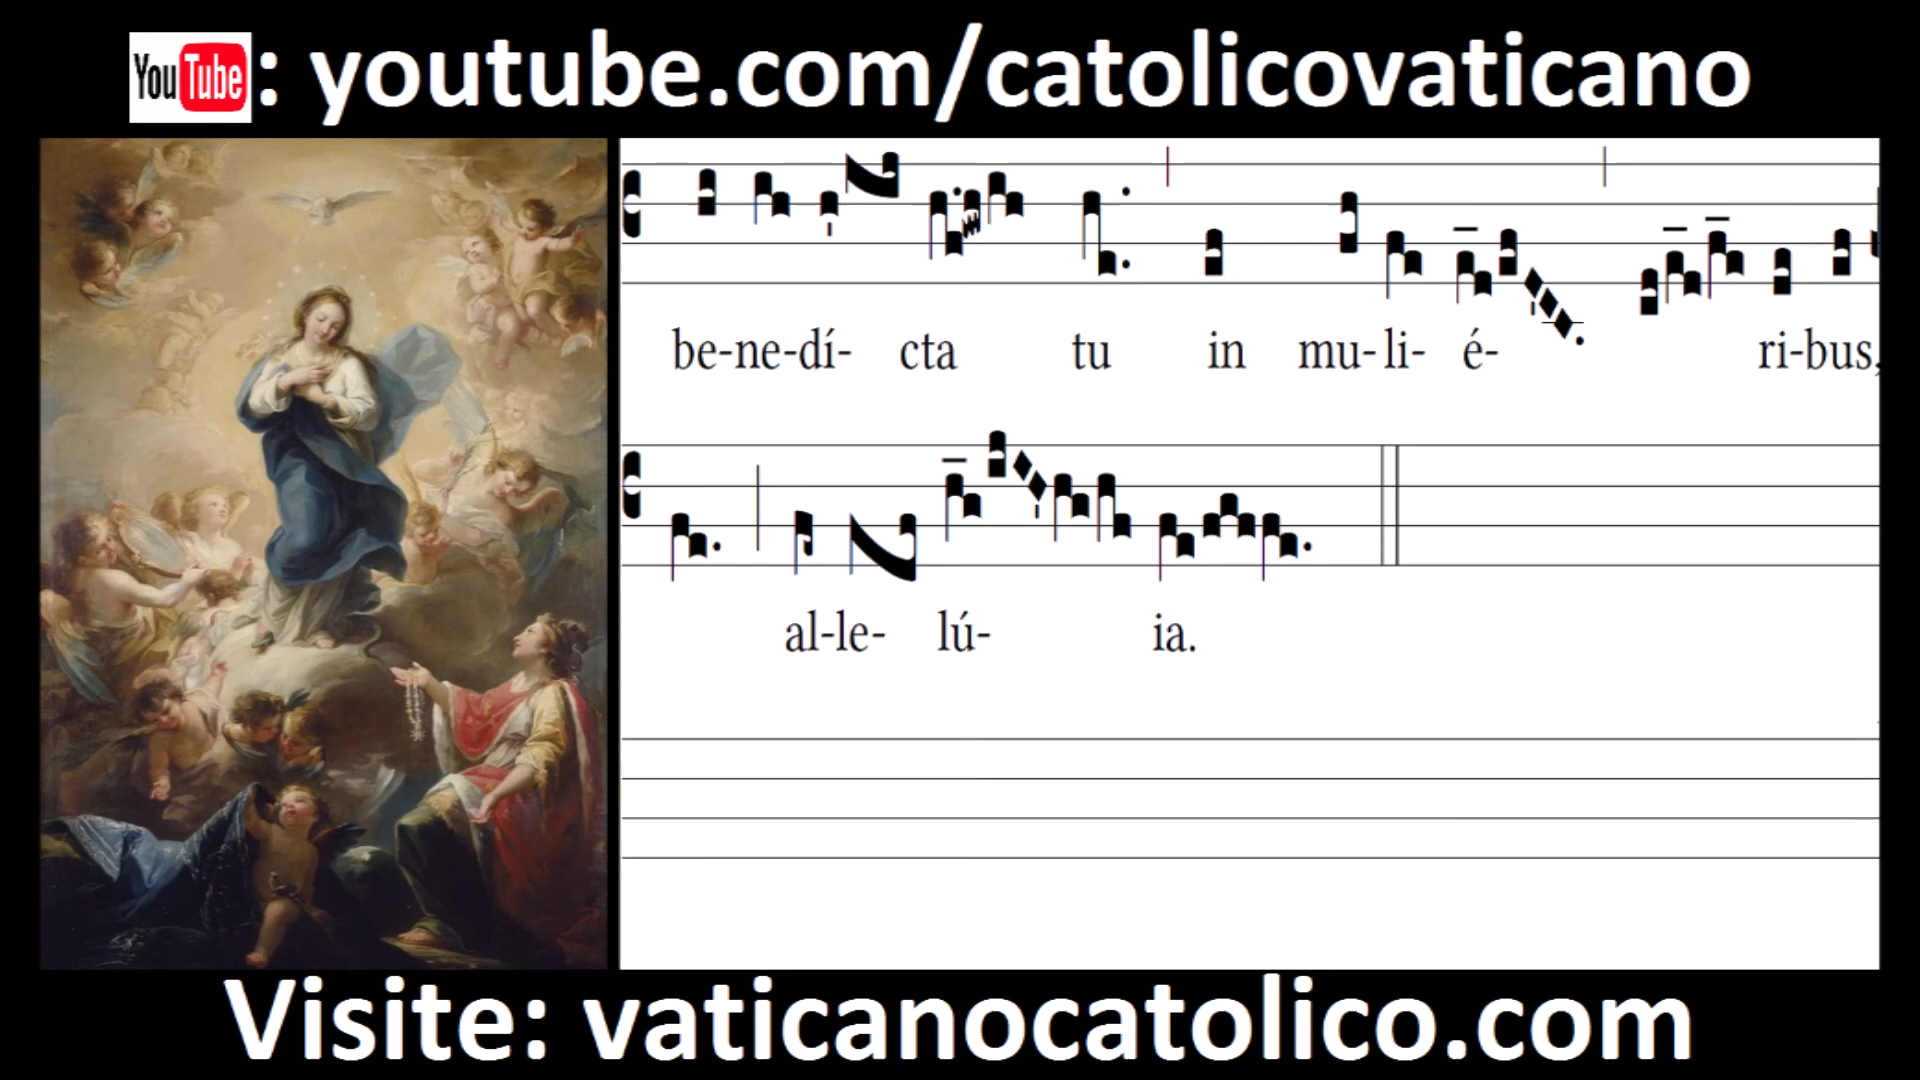 YouTube : youtube.com/catolicovaticano
be-ne-dí- cta tu in mu-li- é- ri-bus,
al-le- lú- ia.
Visite: vaticanocatolico.com